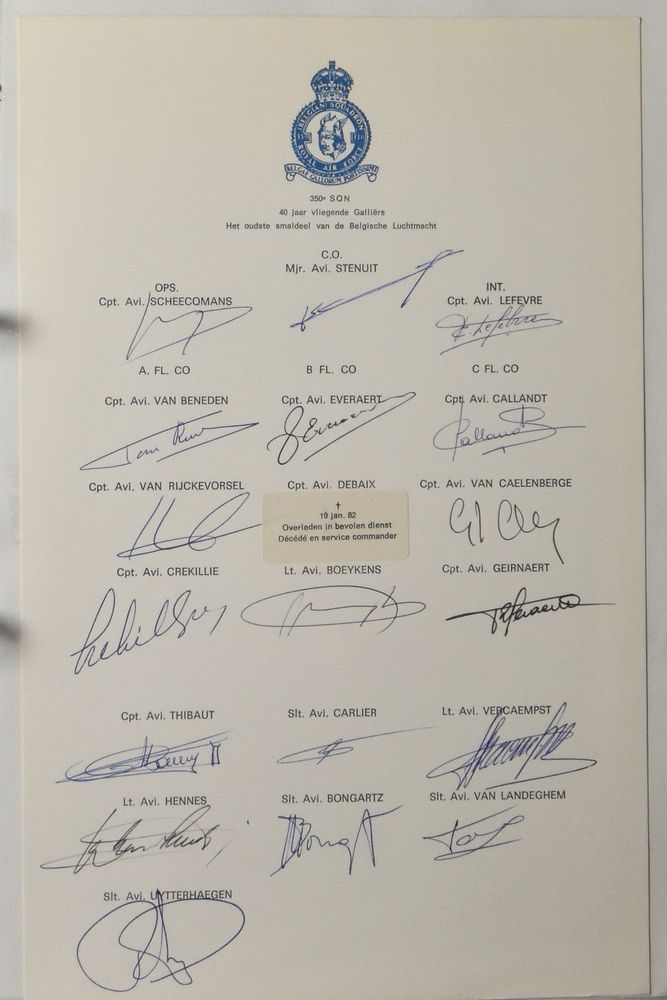 (BELGIAN) SQUADRON
ROYAL AIR FORCE
BELGAE GALLORUM FORTISSIMI
350e SQN
40 jaar vliegende Galliërs
Het oudste smaldeel van de Belgische Luchtmacht
C.O.
Mjr. Avi. STENUIT
OPS. INT.
Cpt. Avi. SCHEECOMANS Cpt. Avi. LEFEVRE
A. FL. CO B FL. CO C FL. CO
Cpt. Avi. VAN BENEDEN Cpt. Avi. EVERAERT Cpt. Avi. CALLANDT
Cpt. Avi. VAN RIJCKEVORSEL Cpt. Avi. DEBAIX Cpt. Avi. VAN CAELENBERGE
†
19 jan. 82
Overleden in bevolen dienst
Décédé en service commander
Cpt. Avi. CREKILLIE Lt. Avi. BOEYKENS Cpt. Avi. GEIRNAERT
Cpt. Avi. THIBAUT Slt. Avi. CARLIER Lt. Avi. VERCAEMPST
Lt. Avi. HENNES Slt. Avi. BONGARTZ Slt. Avi. VAN LANDEGHEM
Slt. Avi. UYTTERHAEGEN